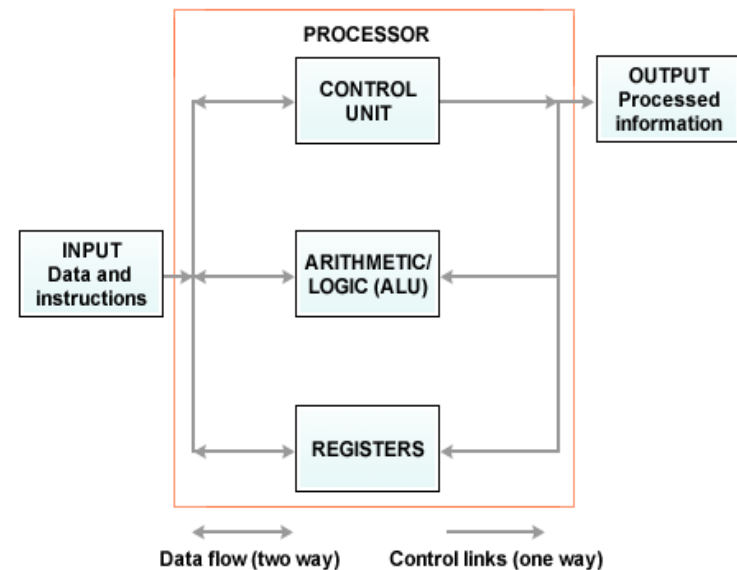 PROCESSOR
CONTROL
UNIT
OUTPUT
Processed
information
INPUT
Data and
instructions
ARITHMETIC/
LOGIC (ALU)
REGISTERS
Data flow (two way)
Control links (one way)